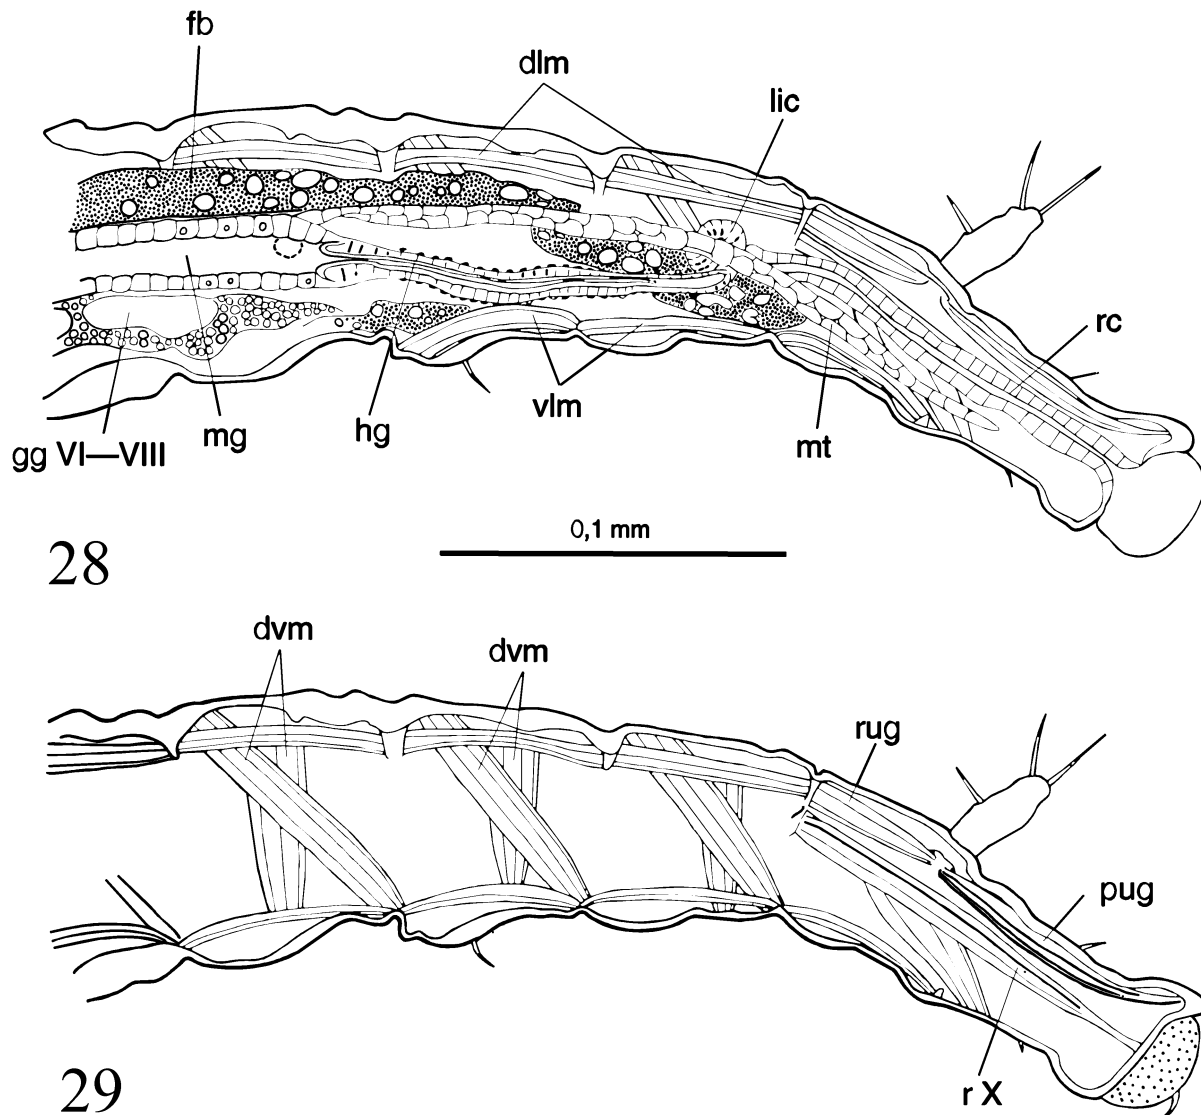 fb
dlm
lic
rc
gg VI—VIII
mg
hg
vlm
mt
28
0,1 mm
dvm
dvm
rug
pug
r X
29